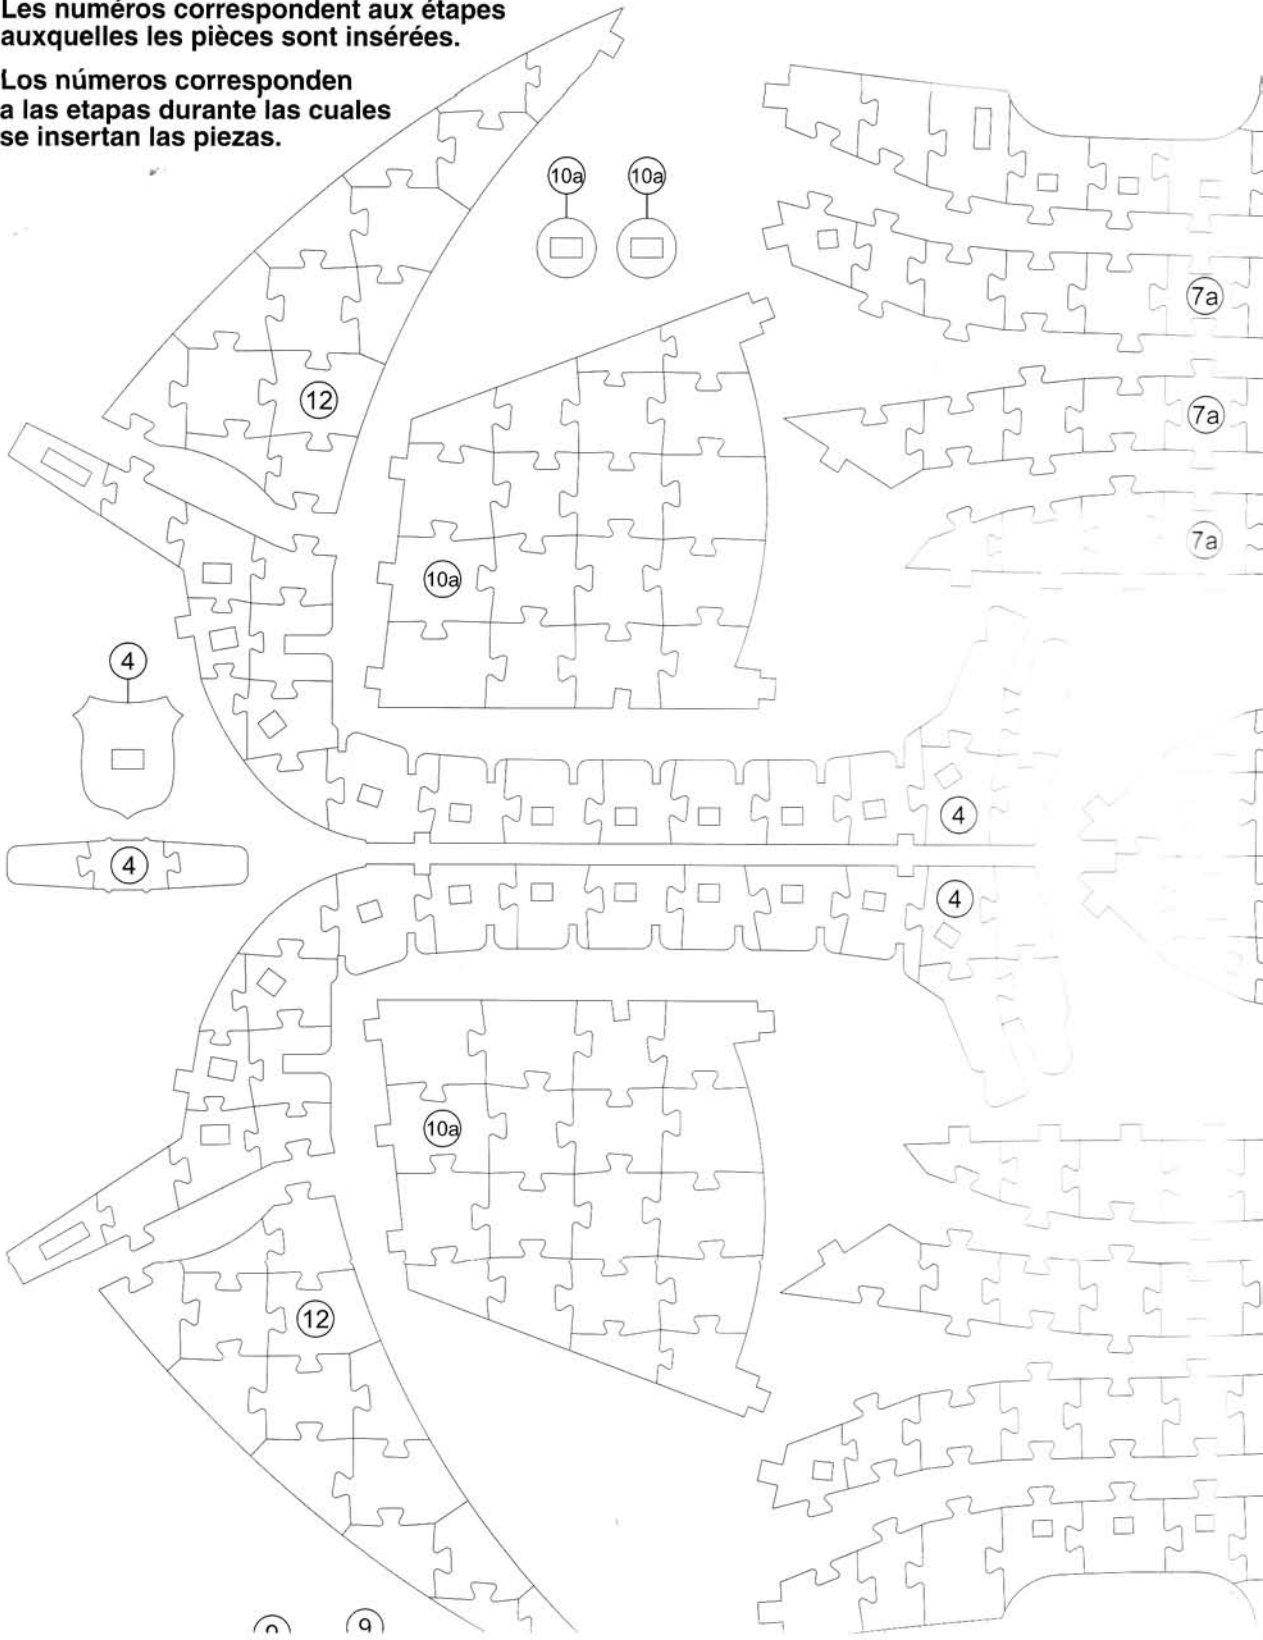 Les numéros correspondent aux étapes
auxquelles les pièces sont insérées.
Los números corresponden
a las etapas durante las cuales
se insertan las piezas.
10a 10a
7a
12
7a
7a
10a
4
4
4
4
10a
12
9